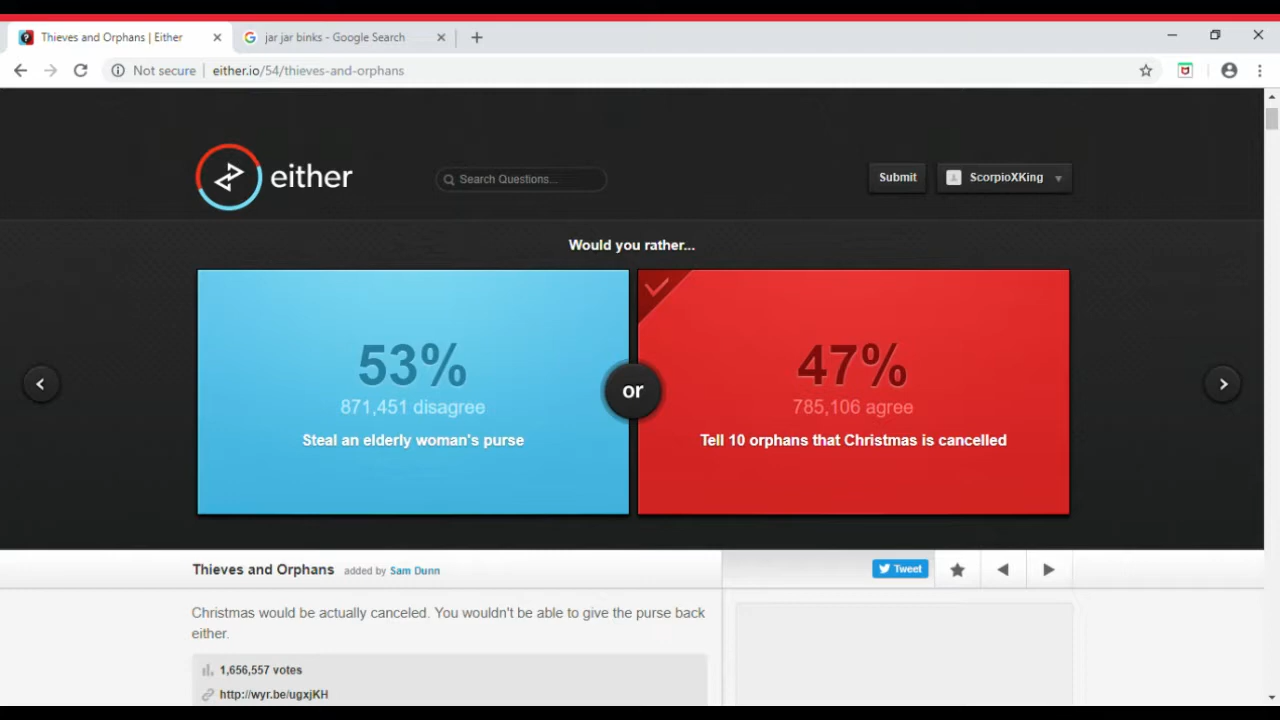 Thieves and Orphans | Either
jar jar binks - Google Search
Not secure
either.io/54/thieves-and-orphans
either
Search Questions...
Submit
ScorpioXKing
Would you rather...
53%
871,451 disagree
Steal an elderly woman's purse
or
47%
785,106 agree
Tell 10 orphans that Christmas is cancelled
Thieves and Orphans added by Sam Dunn
Tweet
Christmas would be actually canceled. You wouldn't be able to give the purse back
either.
1,656,557 votes
http://wyr.be/ugxjKH